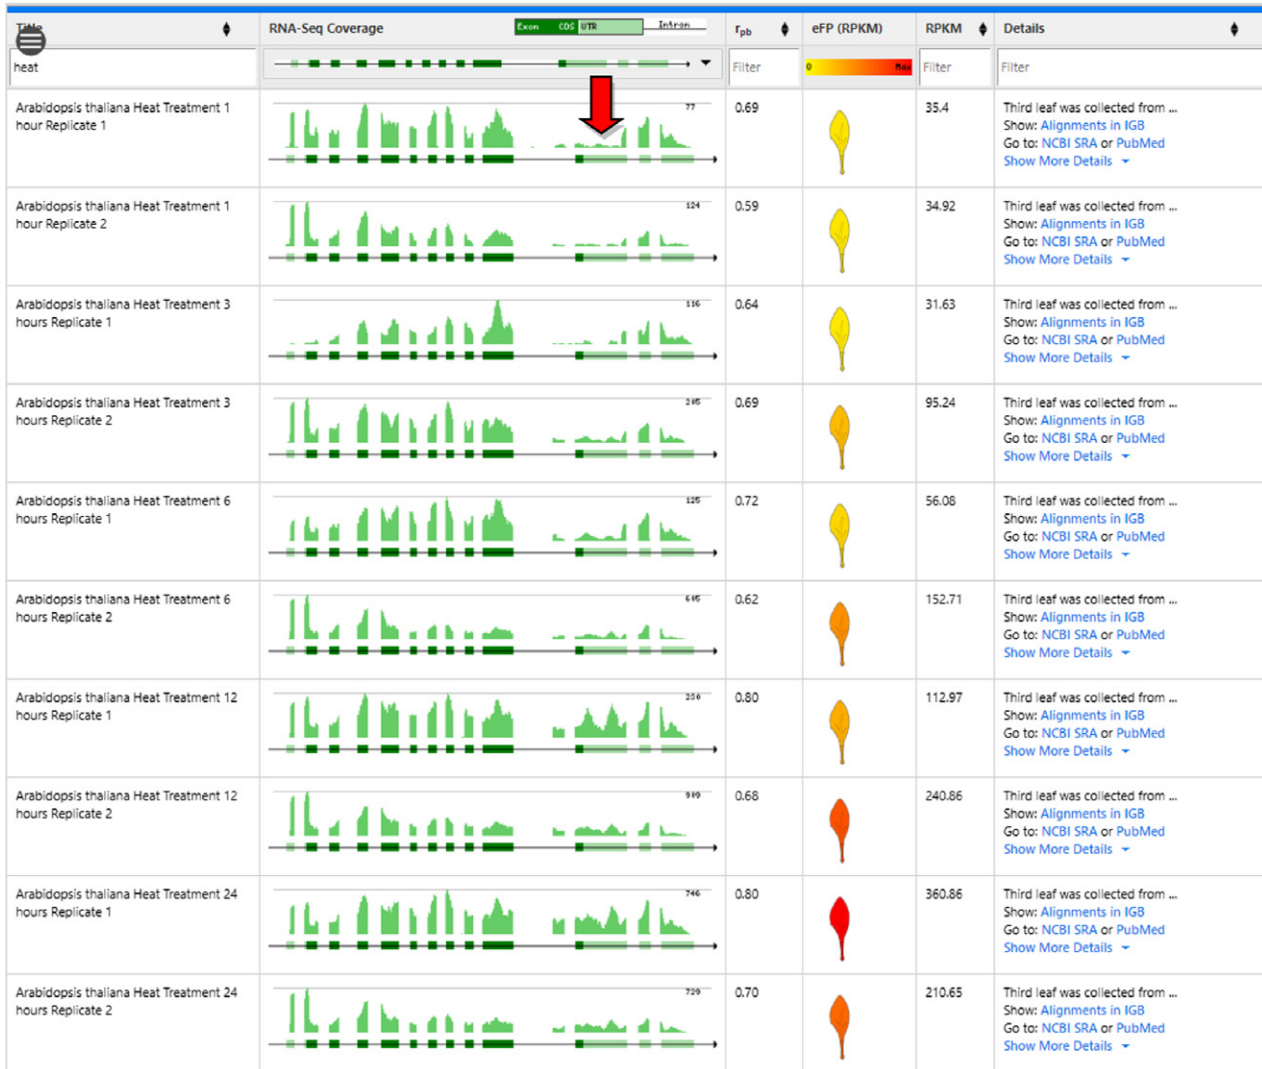 Title RNA-Seq Coverage Exon CDS UTR Intron rpb eFP (RPKM) RPKM Details
heat Filter 0 Max Filter Filter
Arabidopsis thaliana Heat Treatment 1 77 0.69 35.4 Third leaf was collected from ...
hour Replicate 1 Show: Alignments in IGB
Go to: NCBI SRA or PubMed
Show More Details
Arabidopsis thaliana Heat Treatment 1 124 0.59 34.92 Third leaf was collected from ...
hour Replicate 2 Show: Alignments in IGB
Go to: NCBI SRA or PubMed
Show More Details
Arabidopsis thaliana Heat Treatment 3 116 0.64 31.63 Third leaf was collected from ...
hours Replicate 1 Show: Alignments in IGB
Go to: NCBI SRA or PubMed
Show More Details
Arabidopsis thaliana Heat Treatment 3 245 0.69 95.24 Third leaf was collected from ...
hours Replicate 2 Show: Alignments in IGB
Go to: NCBI SRA or PubMed
Show More Details
Arabidopsis thaliana Heat Treatment 6 125 0.72 56.08 Third leaf was collected from ...
hours Replicate 1 Show: Alignments in IGB
Go to: NCBI SRA or PubMed
Show More Details
Arabidopsis thaliana Heat Treatment 6 0.62 152.71 Third leaf was collected from ...
hours Replicate 2 Show: Alignments in IGB
Go to: NCBI SRA or PubMed
Show More Details
Arabidopsis thaliana Heat Treatment 12 0.80 112.97 Third leaf was collected from ...
hours Replicate 1 Show: Alignments in IGB
Go to: NCBI SRA or PubMed
Show More Details
Arabidopsis thaliana Heat Treatment 12 0.68 240.86 Third leaf was collected from ...
hours Replicate 2 Show: Alignments in IGB
Go to: NCBI SRA or PubMed
Show More Details
Arabidopsis thaliana Heat Treatment 24 746 0.80 360.86 Third leaf was collected from ...
hours Replicate 1 Show: Alignments in IGB
Go to: NCBI SRA or PubMed
Show More Details
Arabidopsis thaliana Heat Treatment 24 729 0.70 210.65 Third leaf was collected from ...
hours Replicate 2 Show: Alignments in IGB
Go to: NCBI SRA or PubMed
Show More Details